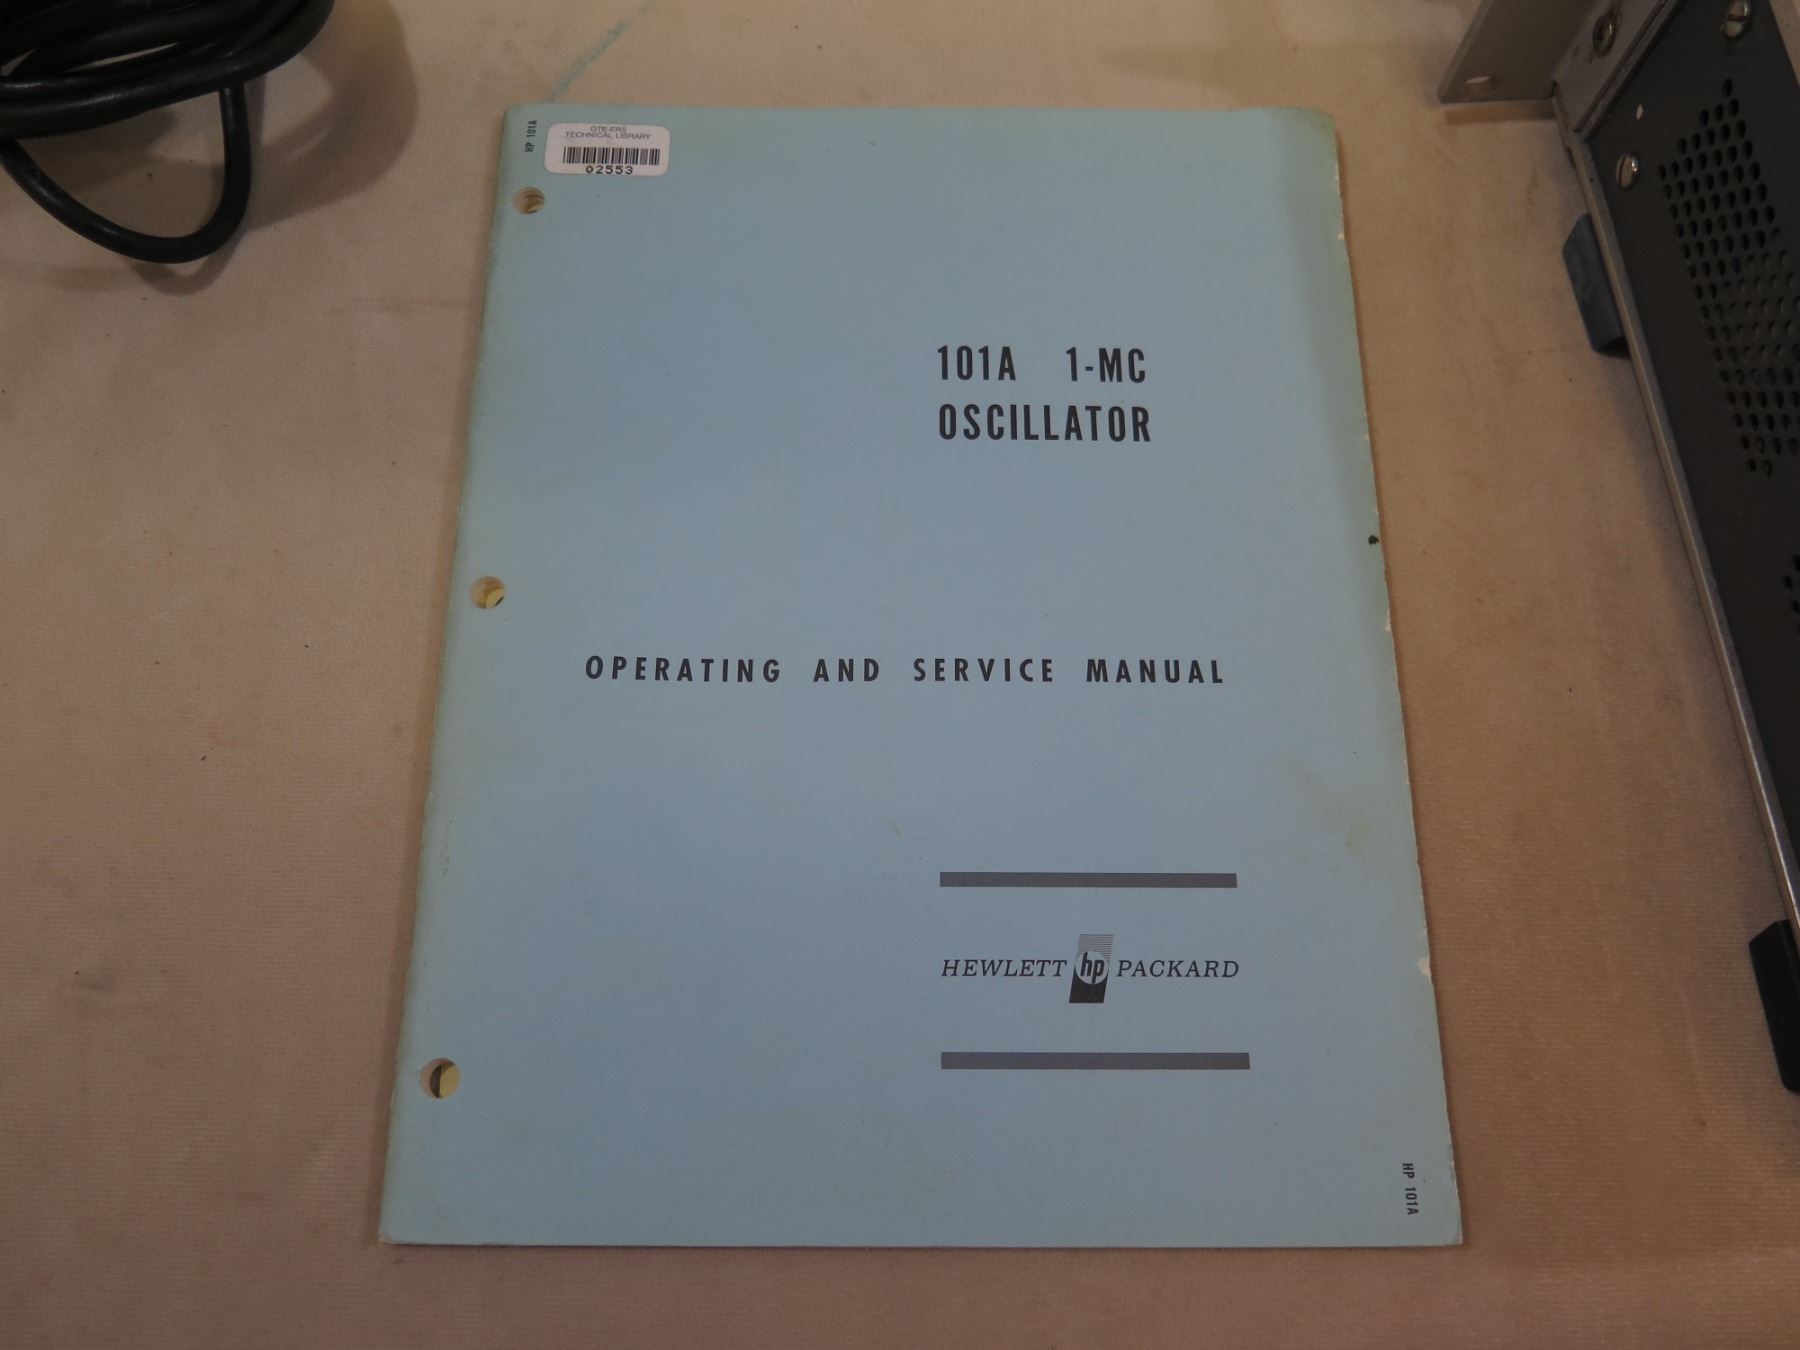 HP 101A
GTE-ERS
TECHNICAL LIBRARY
02553
101A 1-MC
OSCILLATOR
OPERATING AND SERVICE MANUAL
HEWLETT hp PACKARD
HP 101A